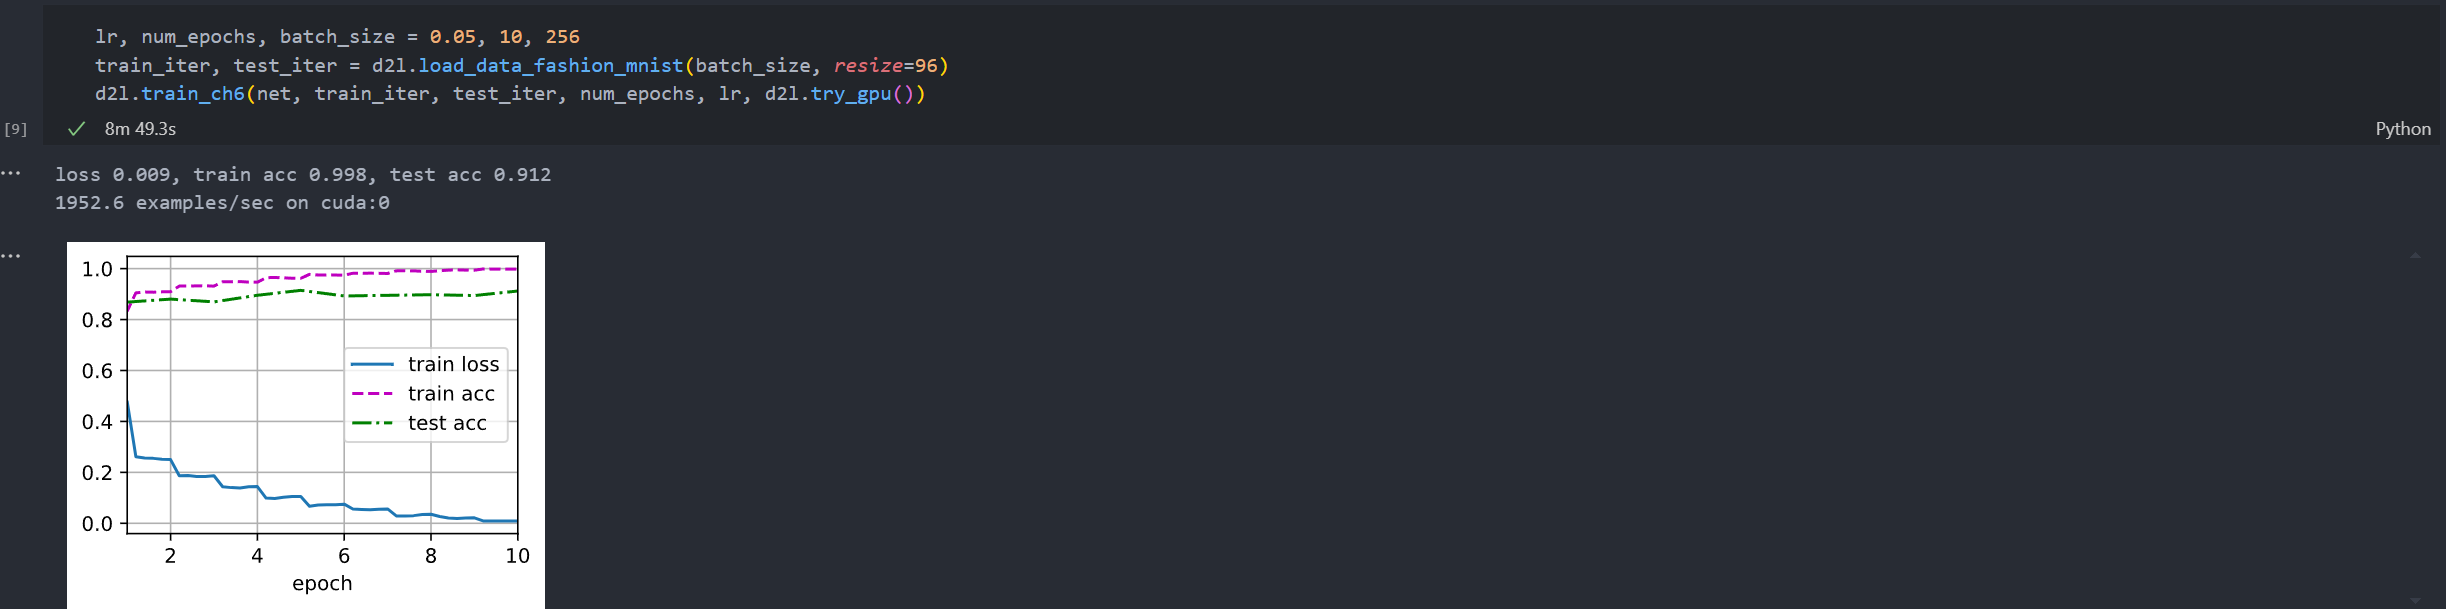 lr, num_epochs, batch_size = 0.05, 10, 256
train_iter, test_iter = d2l.load_data_fashion_mnist(batch_size, resize=96)
d2l.train_ch6(net, train_iter, test_iter, num_epochs, lr, d2l.try_gpu())
[9] ✓ 8m 49.3s Python
... loss 0.009, train acc 0.998, test acc 0.912
1952.6 examples/sec on cuda:0
...
1.0
0.8
0.6
0.4
0.2
0.0
train loss
train acc
test acc
2 4 6 8 10
epoch